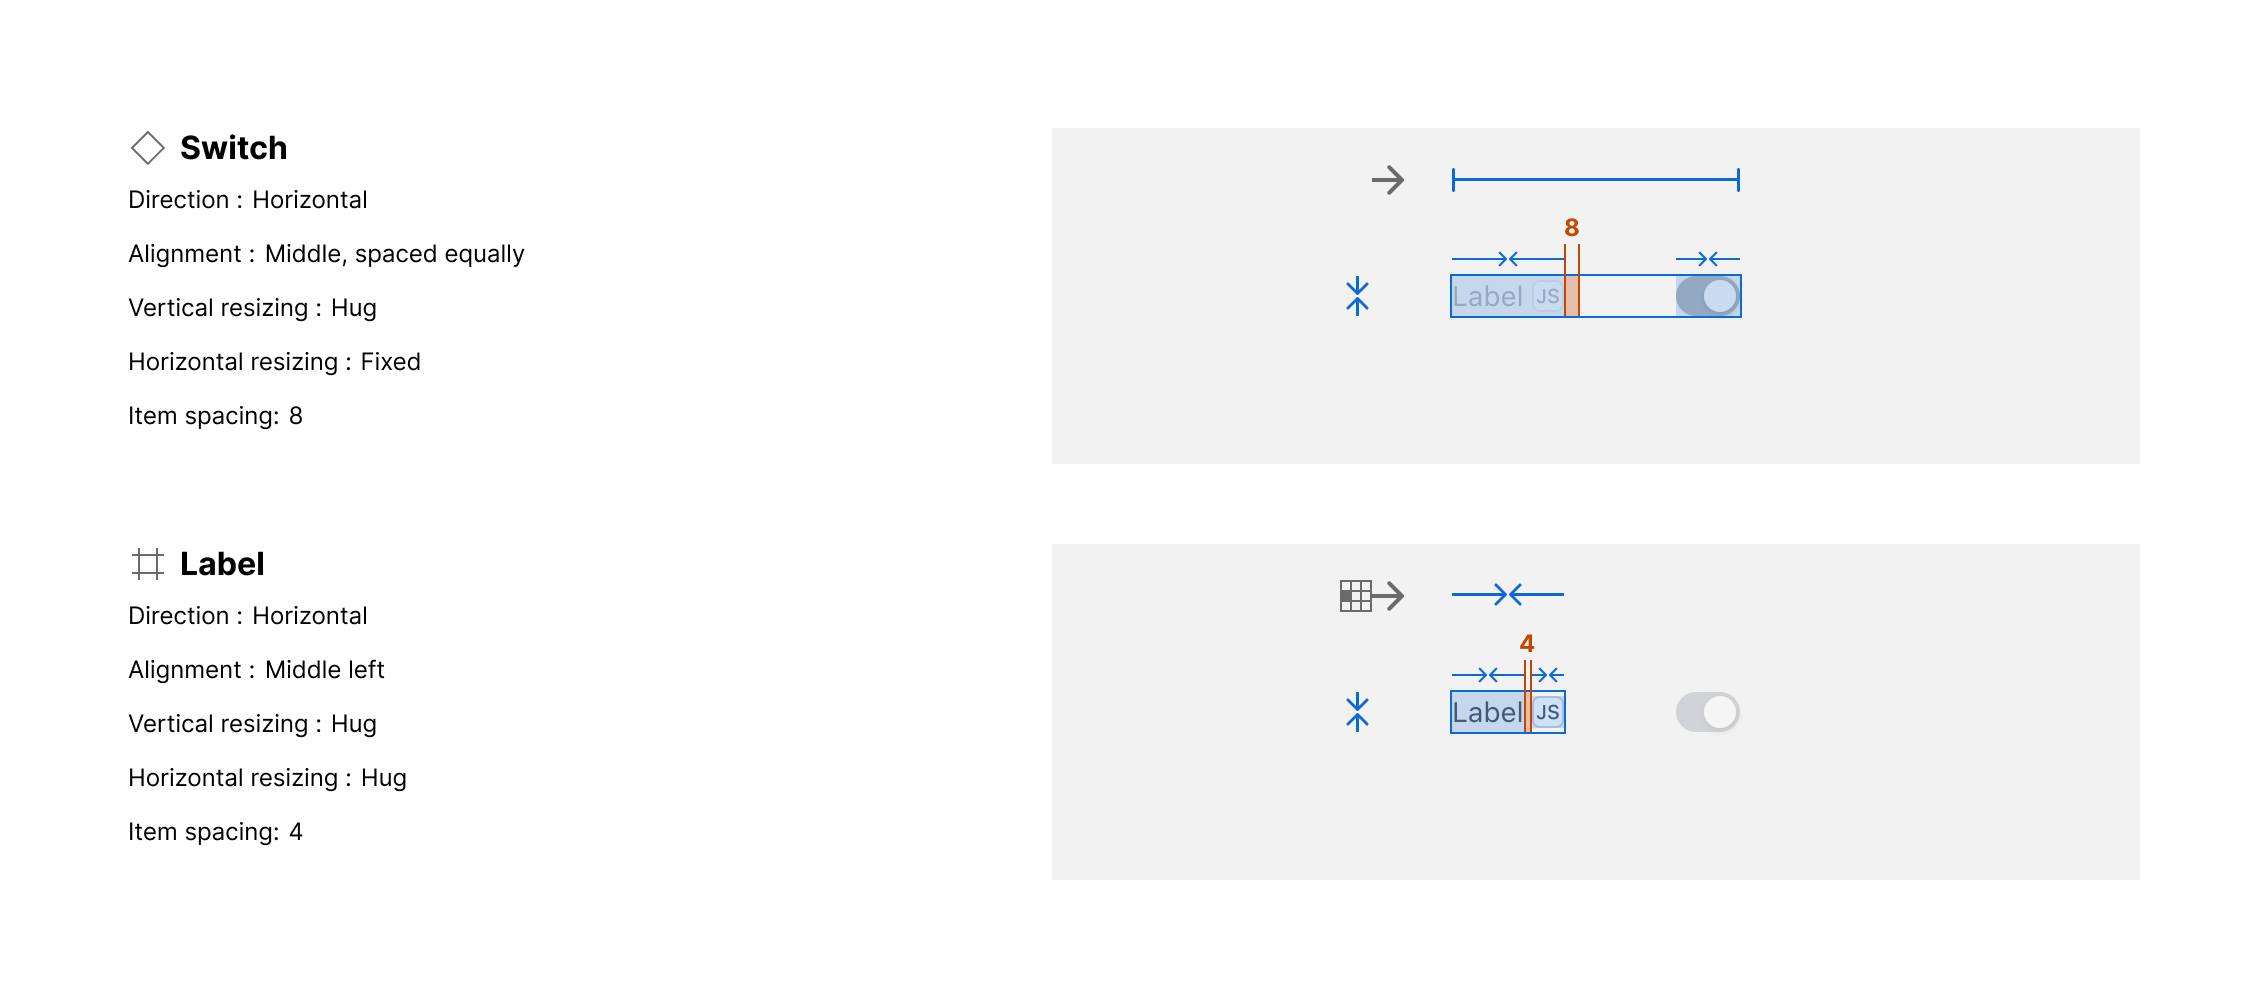 Switch
Direction : Horizontal
Alignment : Middle, spaced equally
Vertical resizing : Hug
Horizontal resizing : Fixed
Item spacing: 8
8
Label JS
Label
Direction : Horizontal
Alignment : Middle left
Vertical resizing : Hug
Horizontal resizing : Hug
Item spacing: 4
4
Label JS